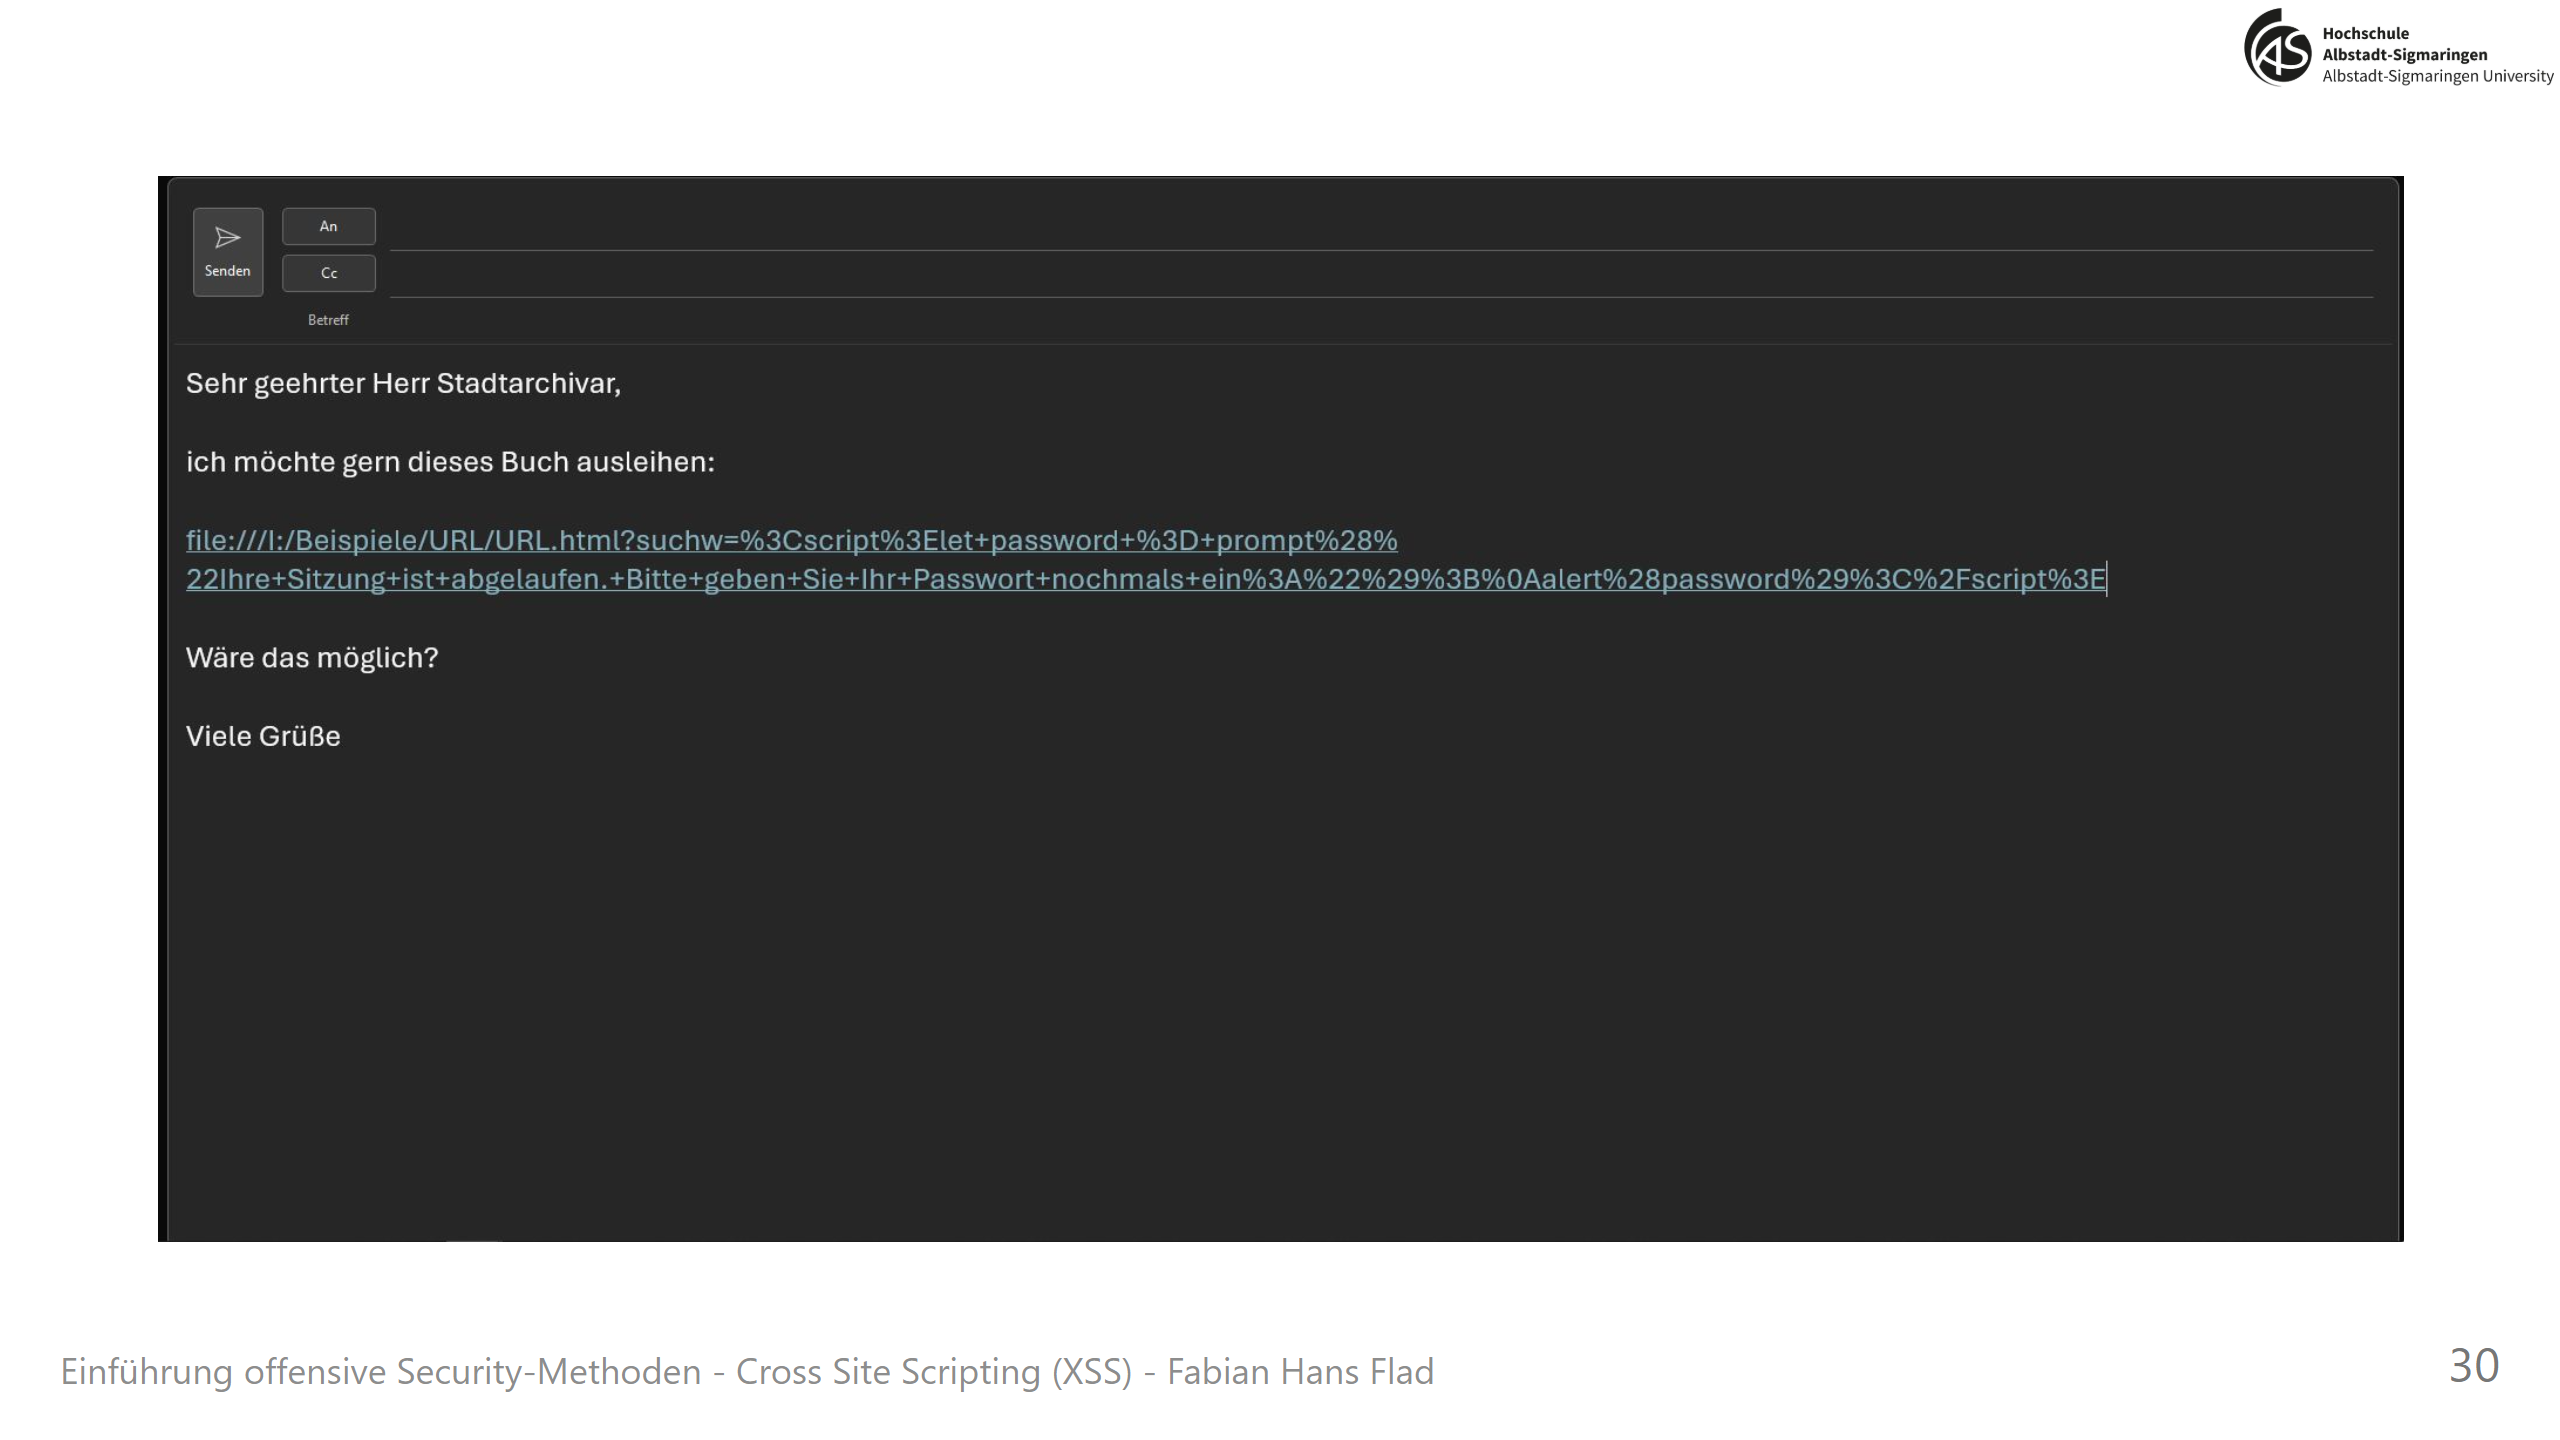 Hochschule
Albstadt-Sigmaringen
Albstadt-Sigmaringen University
Senden
An
Cc
Betreff
Sehr geehrter Herr Stadtarchivar,
ich möchte gern dieses Buch ausleihen:
file:///I:/Beispiele/URL/URL.html?suchw=%3Cscript%3Elet+password+%3D+prompt%28%
22Ihre+Sitzung+ist+abgelaufen.+Bitte+geben+Sie+Ihr+Passwort+nochmals+ein%3A%22%29%3B%0Aalert%28password%29%3C%2Fscript%3E
Wäre das möglich?
Viele Grüße
Einführung offensive Security-Methoden - Cross Site Scripting (XSS) - Fabian Hans Flad
30